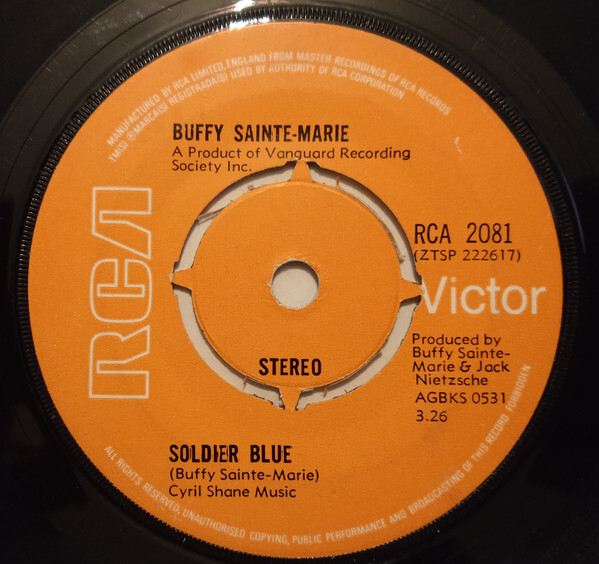 MANUFACTURED BY RCA LIMITED, ENGLAND FROM MASTER RECORDINGS OF RCA RECORDS
TM(S) ® MARCA(S) REGISTRADA(S) USED BY AUTHORITY OF RCA CORPORATION
BUFFY SAINTE-MARIE
A Product of Vanguard Recording
Society Inc.
RCA
RCA 2081
(ZTSP 222617)
Victor
Produced by
Buffy Sainte-
Marie & Jack
Nietzsche
AGBKS 0531
3.26
STEREO
SOLDIER BLUE
(Buffy Sainte-Marie)
Cyril Shane Music
ALL RIGHTS RESERVED, UNAUTHORISED COPYING, PUBLIC PERFORMANCE AND BROADCASTING OF THIS RECORD FORBIDDEN